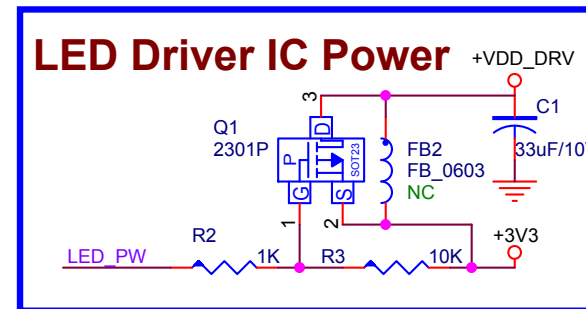 LED Driver IC Power
+VDD_DRV
3
C1
Q1
2301P
D
P
SOT23
G
S
FB2
FB_0603
NC
33uF/10
1
2
+3V3
R2
LED_PW
1K
R3
10K